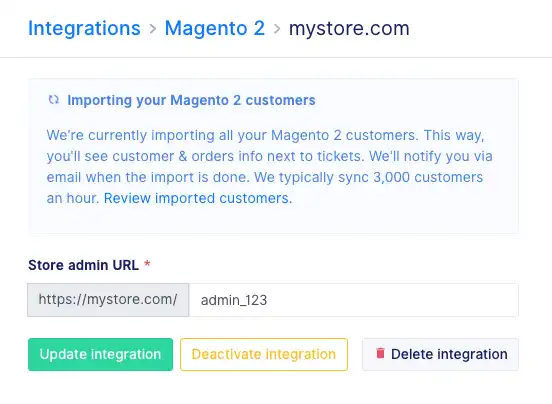 Integrations > Magento 2 > mystore.com
Importing your Magento 2 customers
We're currently importing all your Magento 2 customers. This way,
you'll see customer & orders info next to tickets. We'll notify you via
email when the import is done. We typically sync 3,000 customers
an hour. Review imported customers.
Store admin URL *
https://mystore.com/ admin_123
Update integration Deactivate integration Delete integration